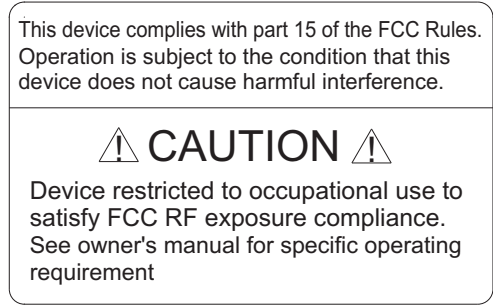 This device complies with part 15 of the FCC Rules.
Operation is subject to the condition that this
device does not cause harmful interference.
⚠ CAUTION ⚠
Device restricted to occupational use to
satisfy FCC RF exposure compliance.
See owner's manual for specific operating
requirement